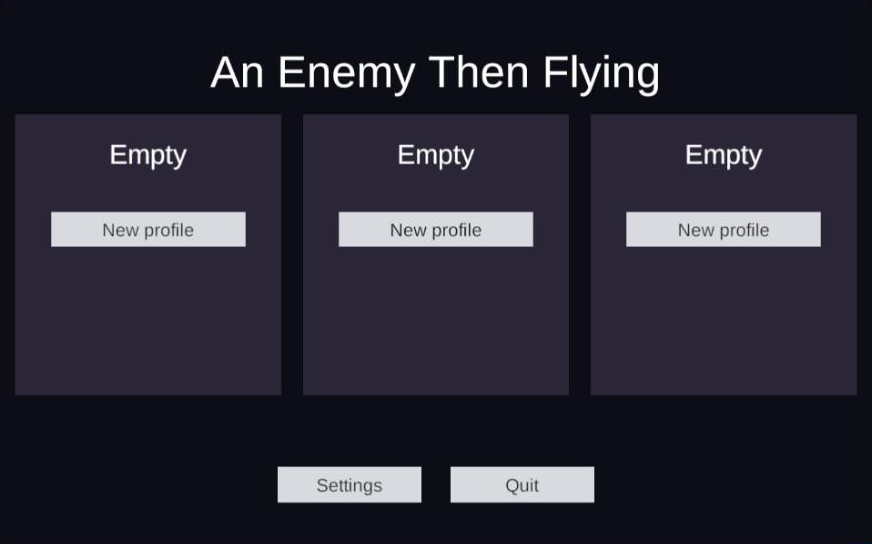 An Enemy Then Flying
Empty
Empty
Empty
New profile
New profile
New profile
Settings
Quit